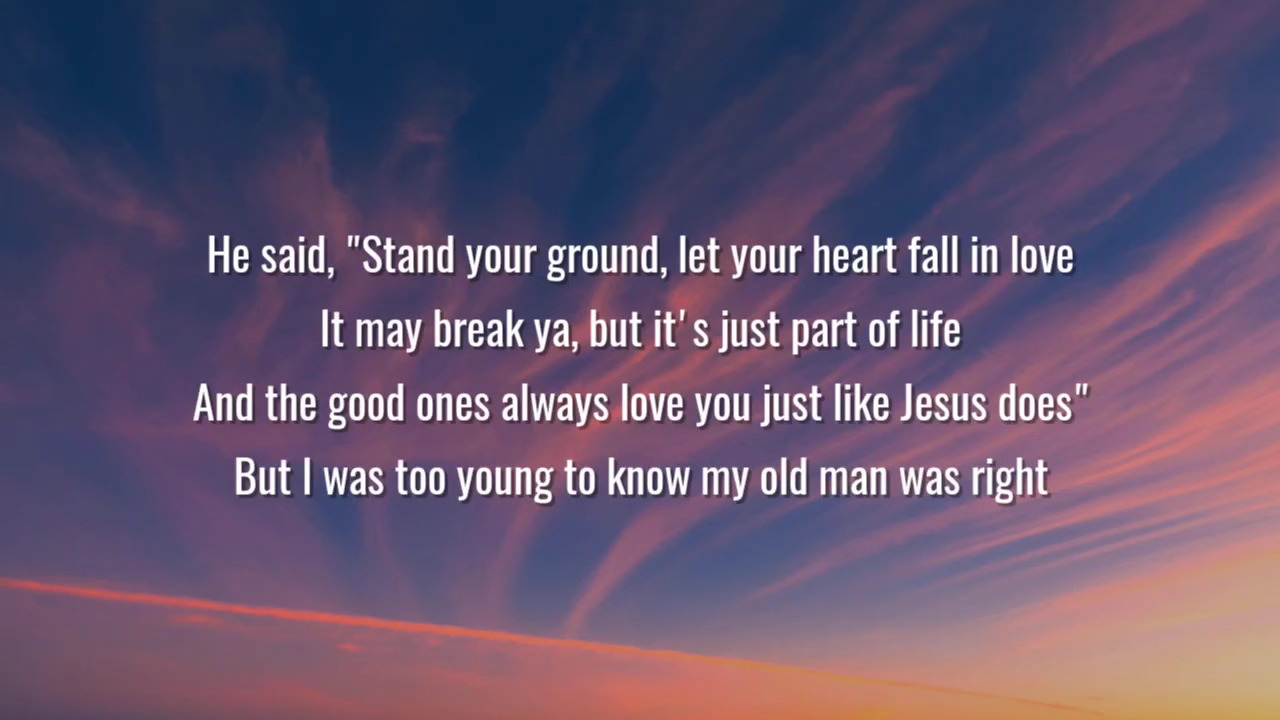 He said, "Stand your ground, let your heart fall in love
It may break ya, but it's just part of life
And the good ones always love you just like Jesus does"
But I was too young to know my old man was right